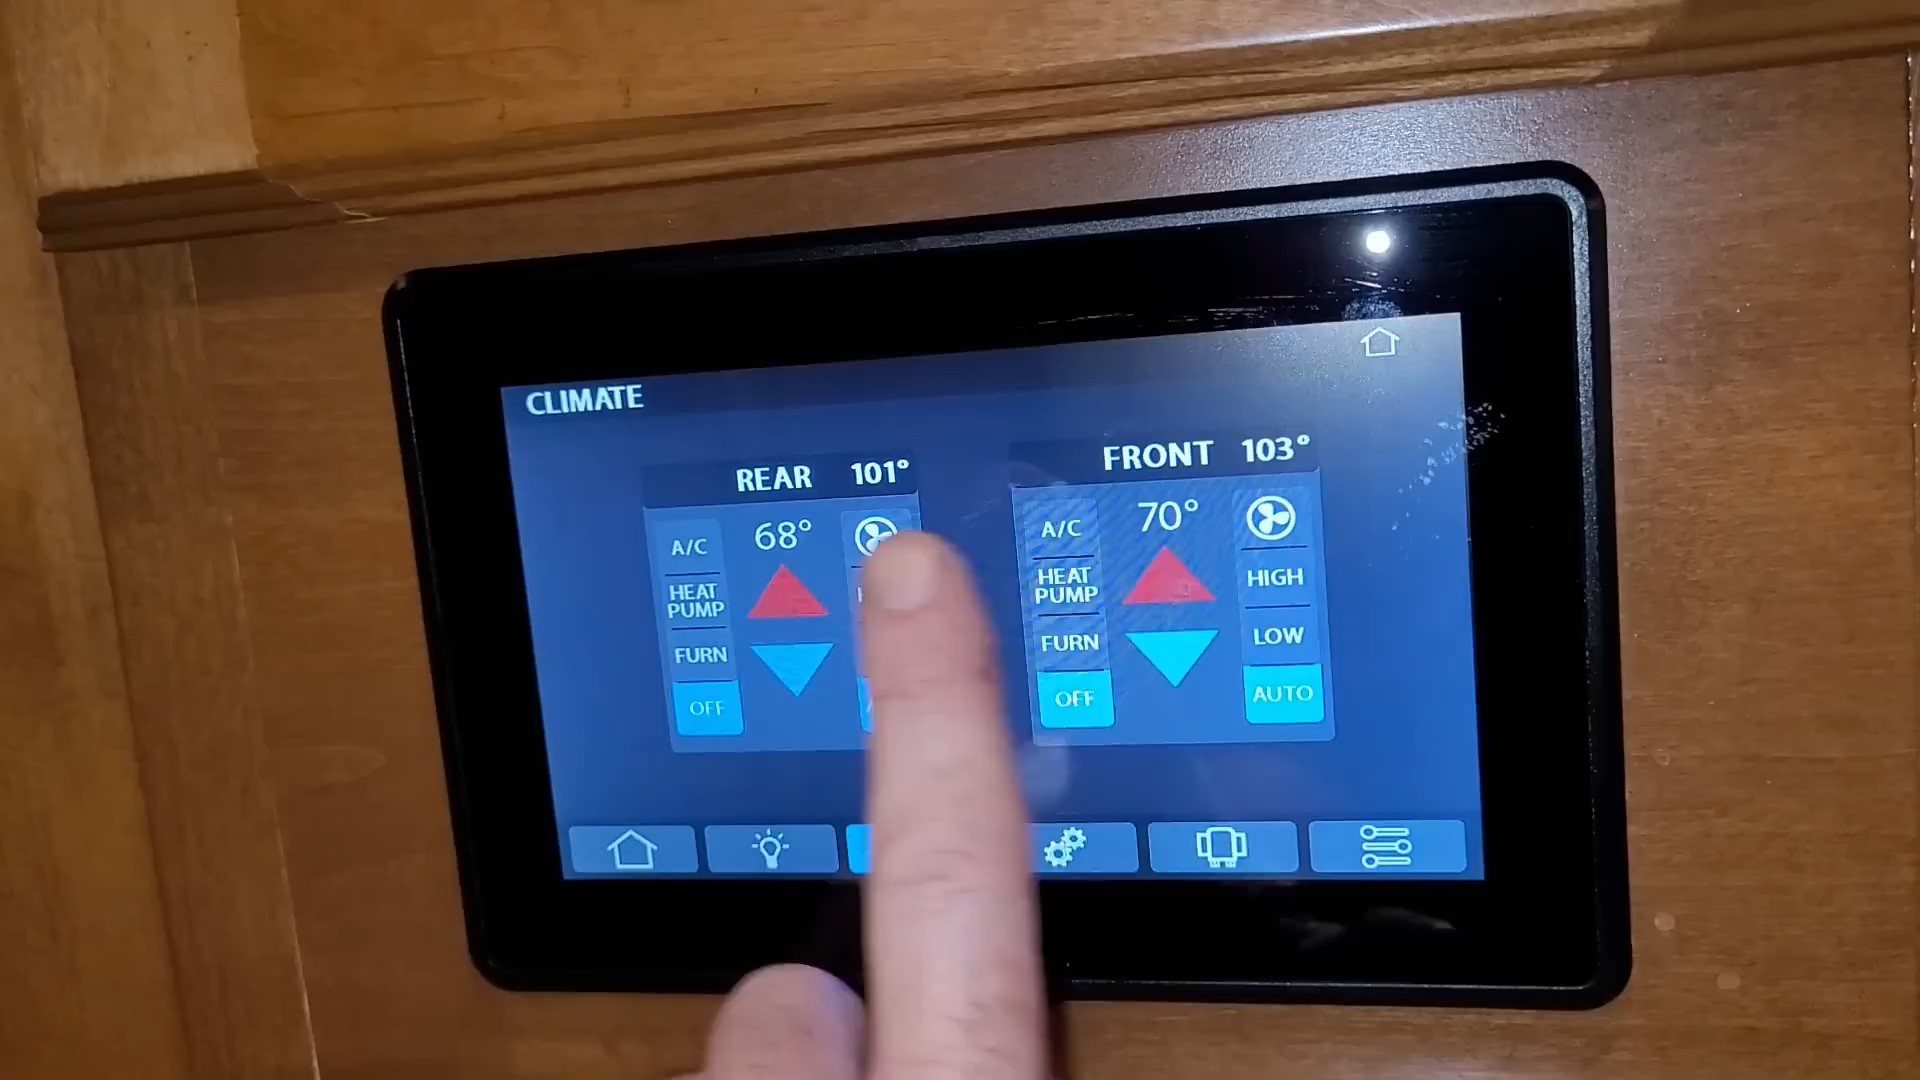 CLIMATE
REAR 101°
68°
A/C
HEAT
PUMP
FURN
OFF
FRONT 103°
70°
A/C
HEAT
PUMP
FURN
OFF
HIGH
LOW
AUTO